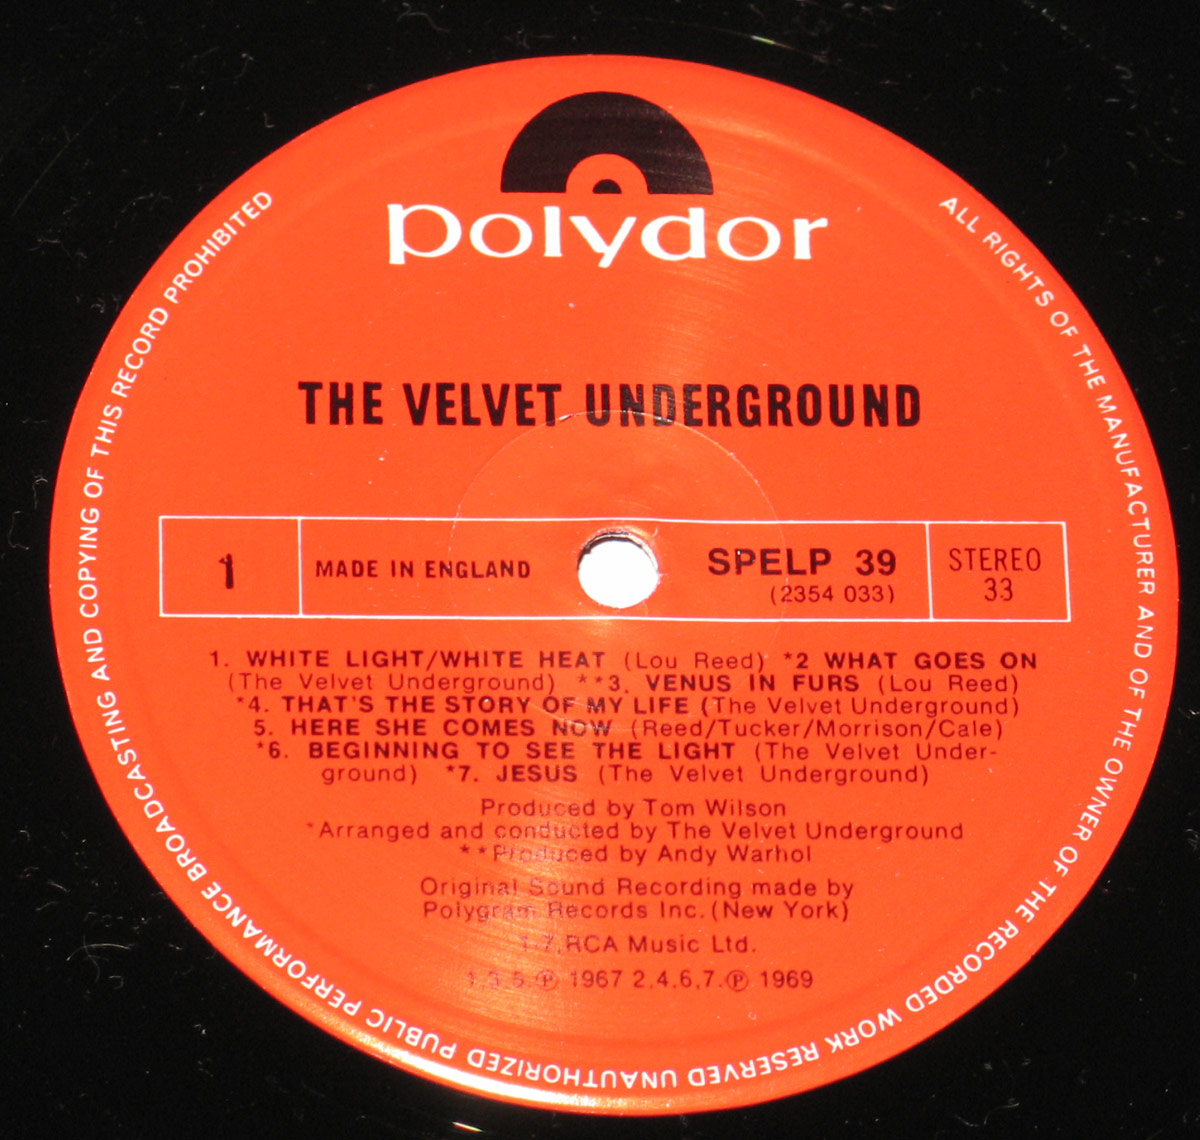 polydor
THE VELVET UNDERGROUND
1
MADE IN ENGLAND
SPELP 39
(2354 033)
STEREO
33
1. WHITE LIGHT/WHITE HEAT (Lou Reed) *2 WHAT GOES ON
(The Velvet Underground) **3. VENUS IN FURS (Lou Reed)
*4. THAT'S THE STORY OF MY LIFE (The Velvet Underground)
5. HERE SHE COMES NOW (Reed/Tucker/Morrison/Cale)
*6. BEGINNING TO SEE THE LIGHT (The Velvet Under-
ground) *7. JESUS (The Velvet Underground)
Produced by Tom Wilson
*Arranged and conducted by The Velvet Underground
**Produced by Andy Warhol
Original Sound Recording made by
Polygram Records Inc. (New York)
1-7,RCA Music Ltd.
1.3.5.℗ 1967 2.4.6.7.℗ 1969
ALL RIGHTS OF THE MANUFACTURER AND OF THE OWNER OF THE RECORDED WORK RESERVED UNAUTHORIZED PUBLIC PERFORMANCE BROADCASTING AND COPYING OF THIS RECORD PROHIBITED